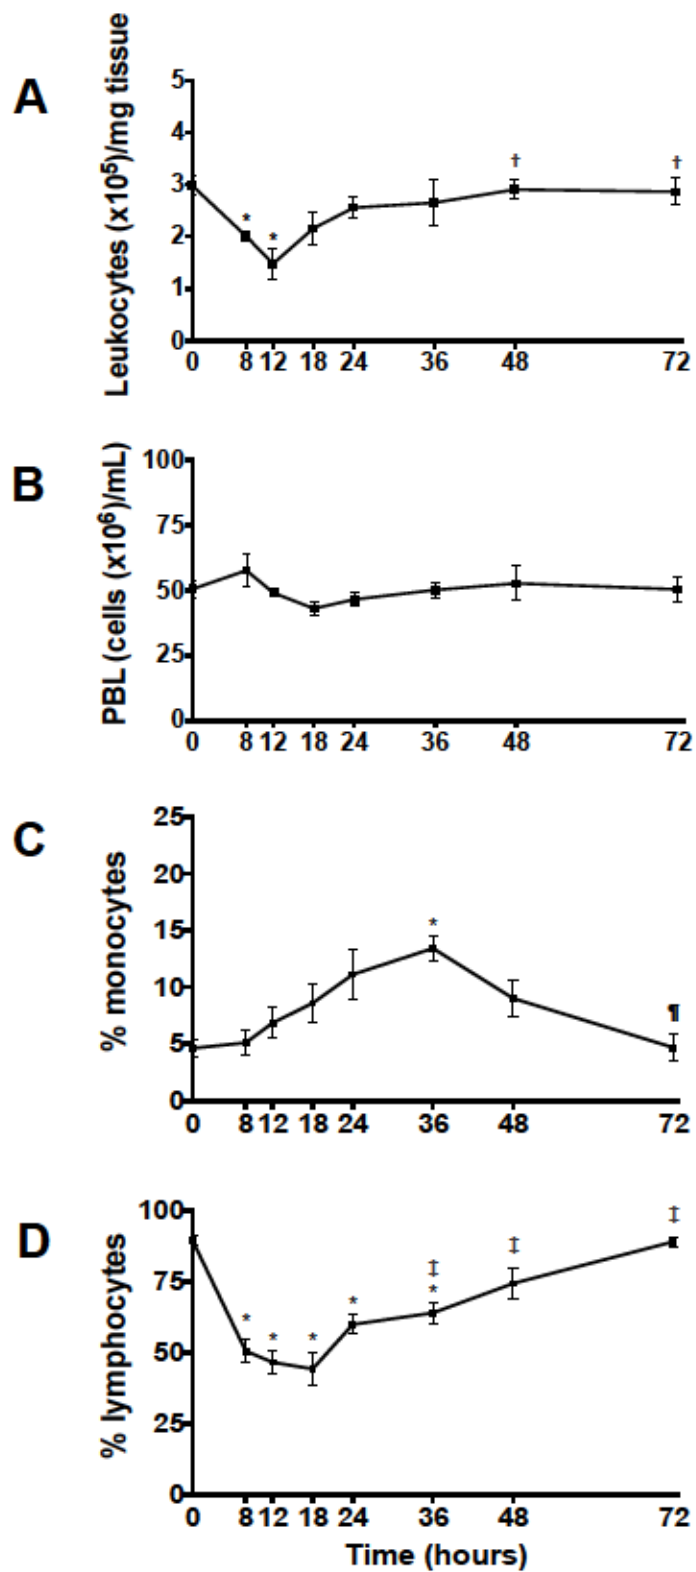 A
Leukocytes (x10⁵)/mg tissue
5
4
3
2
1
0
† †
* *
0 8 12 18 24 36 48 72
B
PBL (cells (x10⁶)/mL)
100
75
50
25
0
0 8 12 18 24 36 48 72
C
% monocytes
25
20
15
10
5
0
*
¶
0 8 12 18 24 36 48 72
D
% lymphocytes
100
75
50
25
0
‡
‡
‡
* * * * *
0 8 12 18 24 36 48 72
Time (hours)